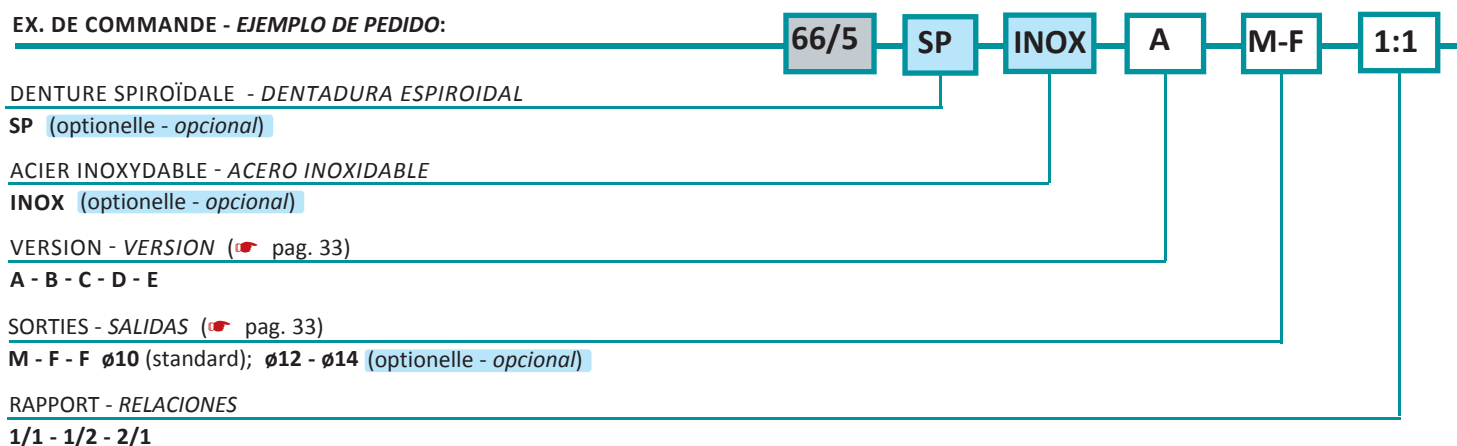 EX. DE COMMANDE - EJEMPLO DE PEDIDO:
66/5 SP INOX A M-F 1:1
DENTURE SPIROÏDALE - DENTADURA ESPIROIDAL
SP (optionelle - opcional)
ACIER INOXYDABLE - ACERO INOXIDABLE
INOX (optionelle - opcional)
VERSION - VERSION (☛ pag. 33)
A - B - C - D - E
SORTIES - SALIDAS (☛ pag. 33)
M - F - F ø10 (standard); ø12 - ø14 (optionelle - opcional)
RAPPORT - RELACIONES
1/1 - 1/2 - 2/1